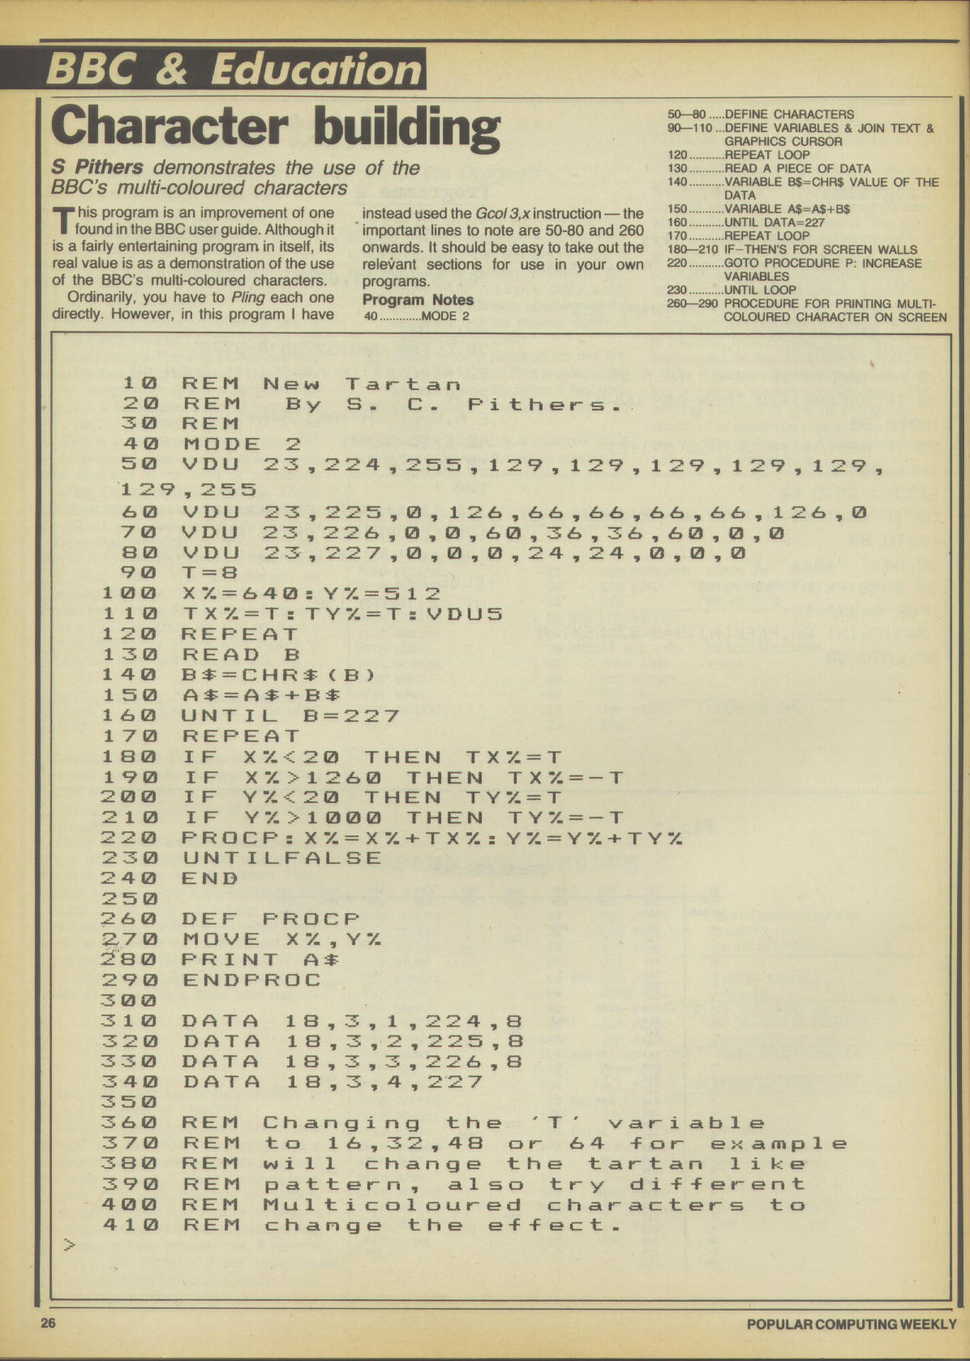 BBC & Education
Character building
S Pithers demonstrates the use of the
BBC's multi-coloured characters
This program is an improvement of one
found in the BBC user guide. Although it
is a fairly entertaining program in itself, its
real value is as a demonstration of the use
of the BBC's multi-coloured characters.
Ordinarily, you have to Pling each one
directly. However, in this program I have
instead used the Gcol 3,x instruction — the
important lines to note are 50-80 and 260
onwards. It should be easy to take out the
relevant sections for use in your own
programs.
Program Notes
40.............MODE 2
50—80 .....DEFINE CHARACTERS
90—110 ...DEFINE VARIABLES & JOIN TEXT &
GRAPHICS CURSOR
120...........REPEAT LOOP
130...........READ A PIECE OF DATA
140...........VARIABLE B$=CHR$ VALUE OF THE
DATA
150...........VARIABLE A$=A$+B$
160...........UNTIL DATA=227
170...........REPEAT LOOP
180—210 IF–THEN'S FOR SCREEN WALLS
220...........GOTO PROCEDURE P: INCREASE
VARIABLES
230...........UNTIL LOOP
260—290 PROCEDURE FOR PRINTING MULTI-
COLOURED CHARACTER ON SCREEN
10 REM New Tartan
20 REM  By S. C. Pithers.
30 REM
40 MODE 2
50 VDU 23,224,255,129,129,129,129,129,
129,255
60 VDU 23,225,0,126,66,66,66,66,126,0
70 VDU 23,226,0,0,60,36,36,60,0,0
80 VDU 23,227,0,0,0,24,24,0,0,0
90 T=8
100 X%=640:Y%=512
110 TX%=T:TY%=T:VDU5
120 REPEAT
130 READ B
140 B$=CHR$(B)
150 A$=A$+B$
160 UNTIL B=227
170 REPEAT
180 IF X%<20 THEN TX%=T
190 IF X%>1260 THEN TX%=-T
200 IF Y%<20 THEN TY%=T
210 IF Y%>1000 THEN TY%=-T
220 PROCP:X%=X%+TX%:Y%=Y%+TY%
230 UNTILFALSE
240 END
250
260 DEF PROCP
270 MOVE X%,Y%
280 PRINT A$
290 ENDPROC
300
310 DATA 18,3,1,224,8
320 DATA 18,3,2,225,8
330 DATA 18,3,3,226,8
340 DATA 18,3,4,227
350
360 REM Changing the 'T' variable
370 REM to 16,32,48 or 64 for example
380 REM will change the tartan like
390 REM pattern, also try different
400 REM Multicoloured characters to
410 REM change the effect.
>
26
POPULAR COMPUTING WEEKLY